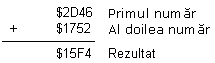 $2D46 Primul număr
+ $1752 Al doilea număr
$15F4 Rezultat